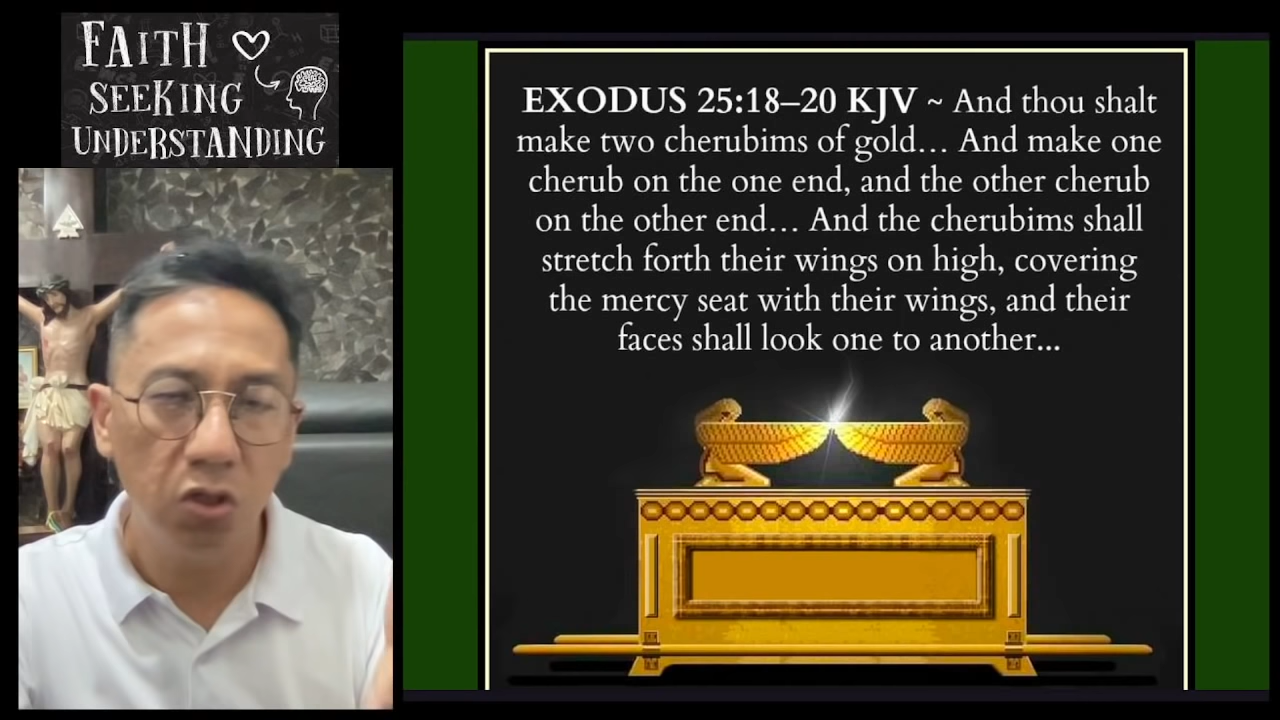 FAITH
SEEKING
UNDERSTANDING
EXODUS 25:18–20 KJV ~ And thou shalt
make two cherubims of gold... And make one
cherub on the one end, and the other cherub
on the other end... And the cherubims shall
stretch forth their wings on high, covering
the mercy seat with their wings, and their
faces shall look one to another...